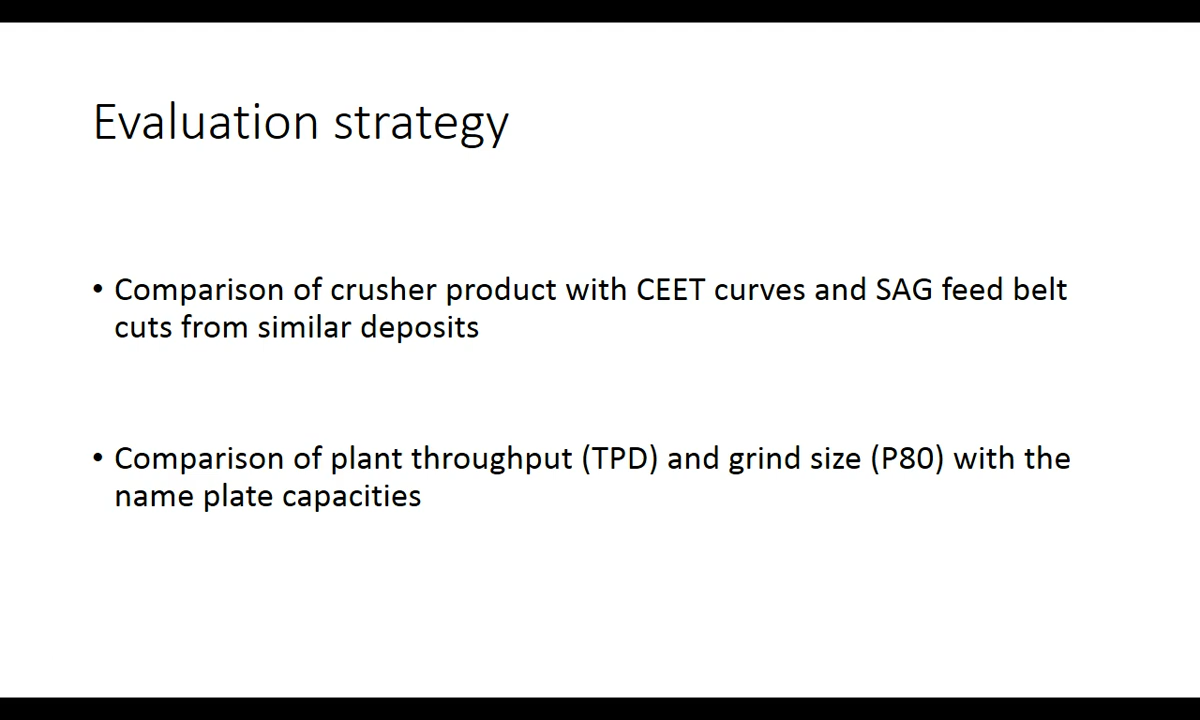 Evaluation strategy
• Comparison of crusher product with CEET curves and SAG feed belt
cuts from similar deposits
• Comparison of plant throughput (TPD) and grind size (P80) with the
name plate capacities